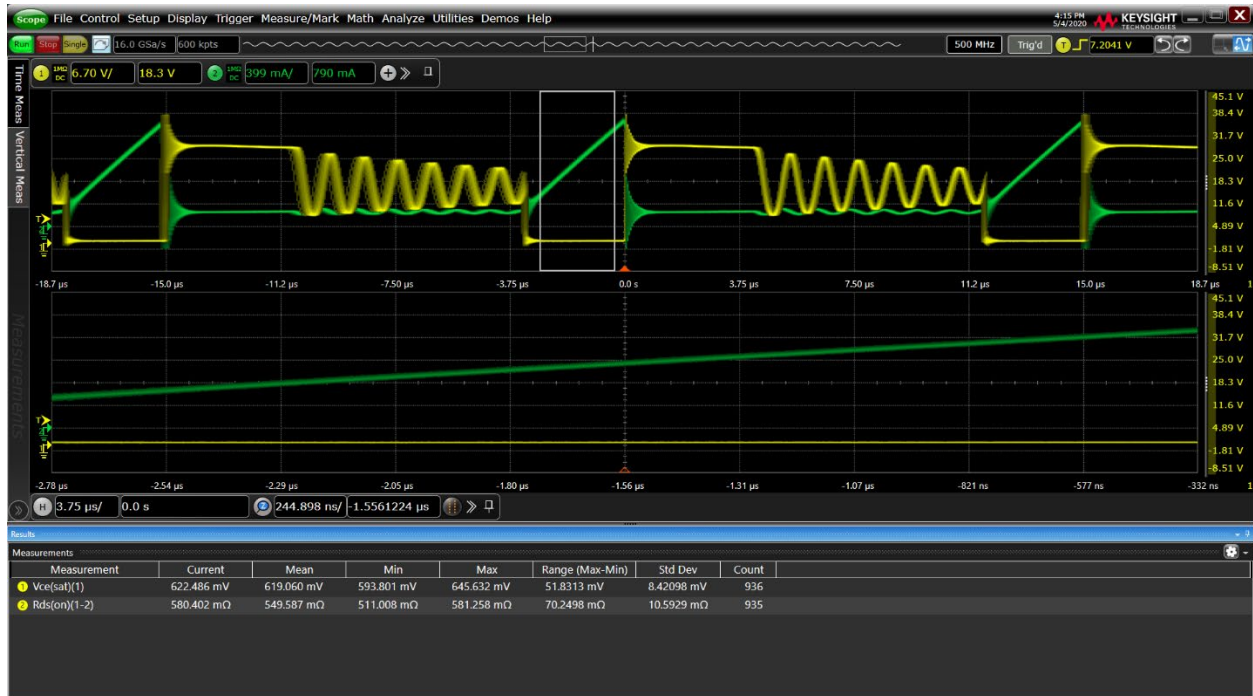 Scope File Control Setup Display Trigger Measure/Mark Math Analyze Utilities Demos Help
4:15 PM
5/4/2020
KEYSIGHT
TECHNOLOGIES
Run Stop Single 16.0 GSa/s 600 kpts 500 MHz Trig'd T 7.2041 V
1 1MΩ DC 6.70 V/ 18.3 V 2 1MΩ DC 399 mA/ 790 mA
Time Meas
Vertical Meas
Measurements
45.1 V
38.4 V
31.7 V
25.0 V
18.3 V
11.6 V
4.89 V
-1.81 V
-8.51 V
-18.7 µs -15.0 µs -11.2 µs -7.50 µs -3.75 µs 0.0 s 3.75 µs 7.50 µs 11.2 µs 15.0 µs 18.7 µs 1
45.1 V
38.4 V
31.7 V
25.0 V
18.3 V
11.6 V
4.89 V
-1.81 V
-8.51 V
-2.78 µs -2.54 µs -2.29 µs -2.05 µs -1.80 µs -1.56 µs -1.31 µs -1.07 µs -821 ns -577 ns -332 ns 1
H 3.75 µs/ 0.0 s 244.898 ns/ -1.5561224 µs
Results
Measurements
Measurement Current Mean Min Max Range (Max-Min) Std Dev Count
1 Vce(sat)(1) 622.486 mV 619.060 mV 593.801 mV 645.632 mV 51.8313 mV 8.42098 mV 936
2 Rds(on)(1-2) 580.402 mΩ 549.587 mΩ 511.008 mΩ 581.258 mΩ 70.2498 mΩ 10.5929 mΩ 935